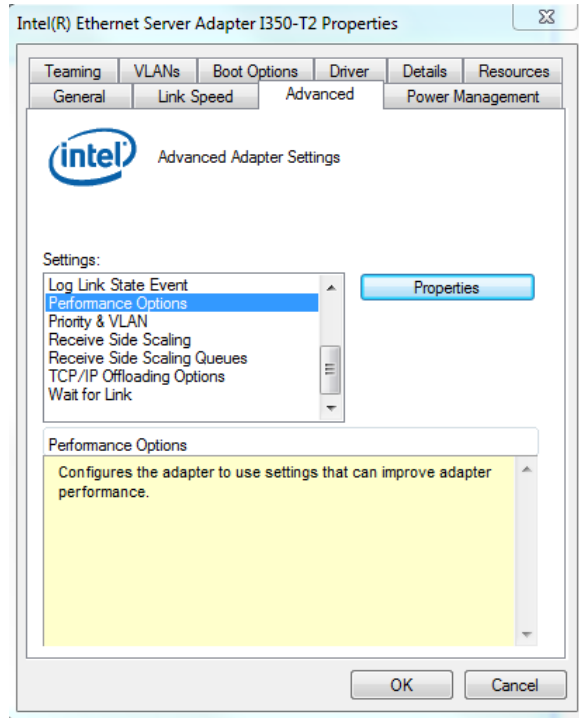 Intel(R) Ethernet Server Adapter I350-T2 Properties
Teaming VLANs Boot Options Driver Details Resources
General Link Speed Advanced Power Management
intel Advanced Adapter Settings
Settings:
Log Link State Event
Properties
Performance Options
Priority & VLAN
Receive Side Scaling
Receive Side Scaling Queues
TCP/IP Offloading Options
Wait for Link
Performance Options
Configures the adapter to use settings that can improve adapter
performance.
OK Cancel